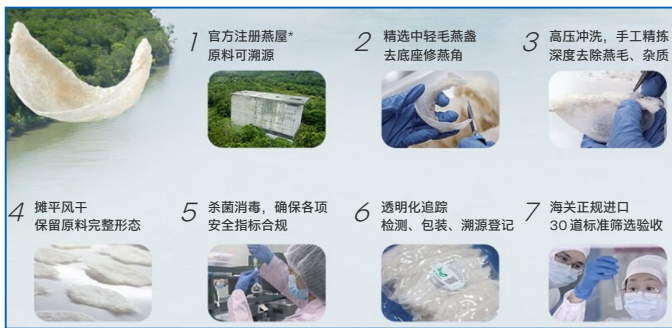 1
官方注册燕屋*
原料可溯源
2
精选中轻毛燕盏
去底座修燕角
3
高压冲洗，手工精拣
深度去除燕毛、杂质
4
摊平风干
保留原料完整形态
5
杀菌消毒，确保各项
安全指标合规
6
透明化追踪
检测、包装、溯源登记
7
海关正规进口
30道标准筛选验收